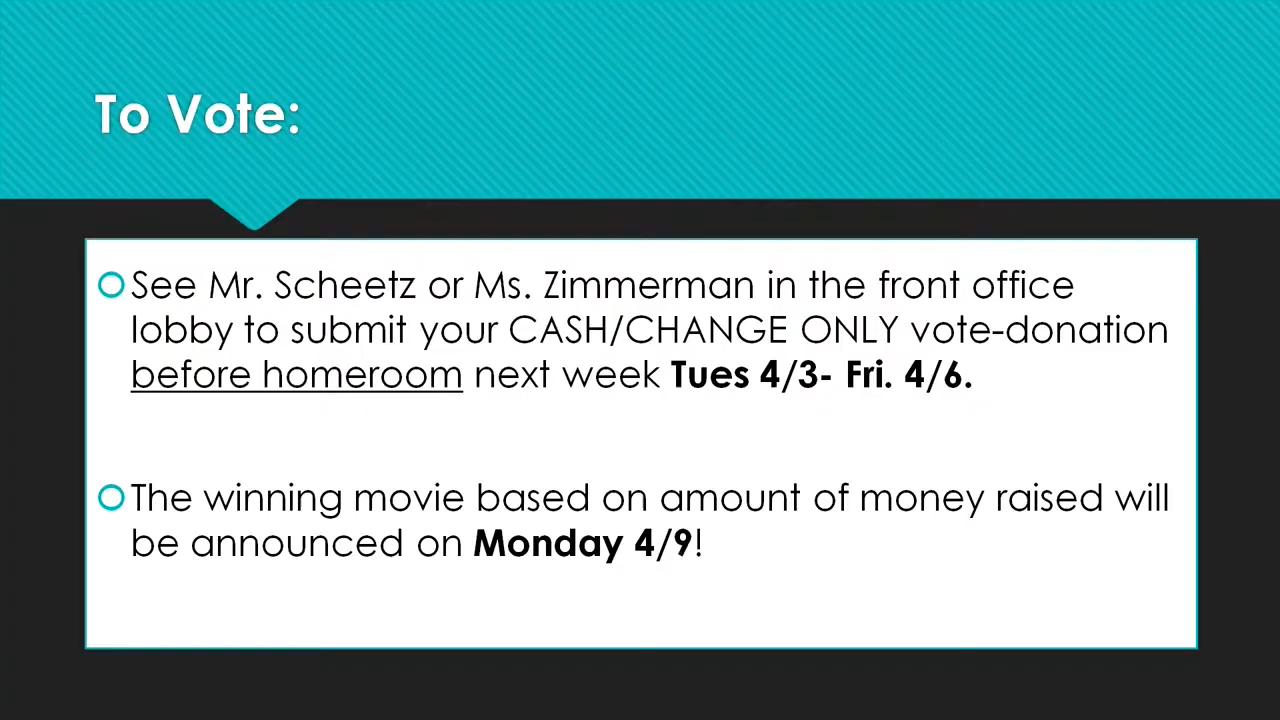 To Vote:
See Mr. Scheetz or Ms. Zimmerman in the front office
lobby to submit your CASH/CHANGE ONLY vote-donation
before homeroom next week Tues 4/3- Fri. 4/6.
The winning movie based on amount of money raised will
be announced on Monday 4/9!